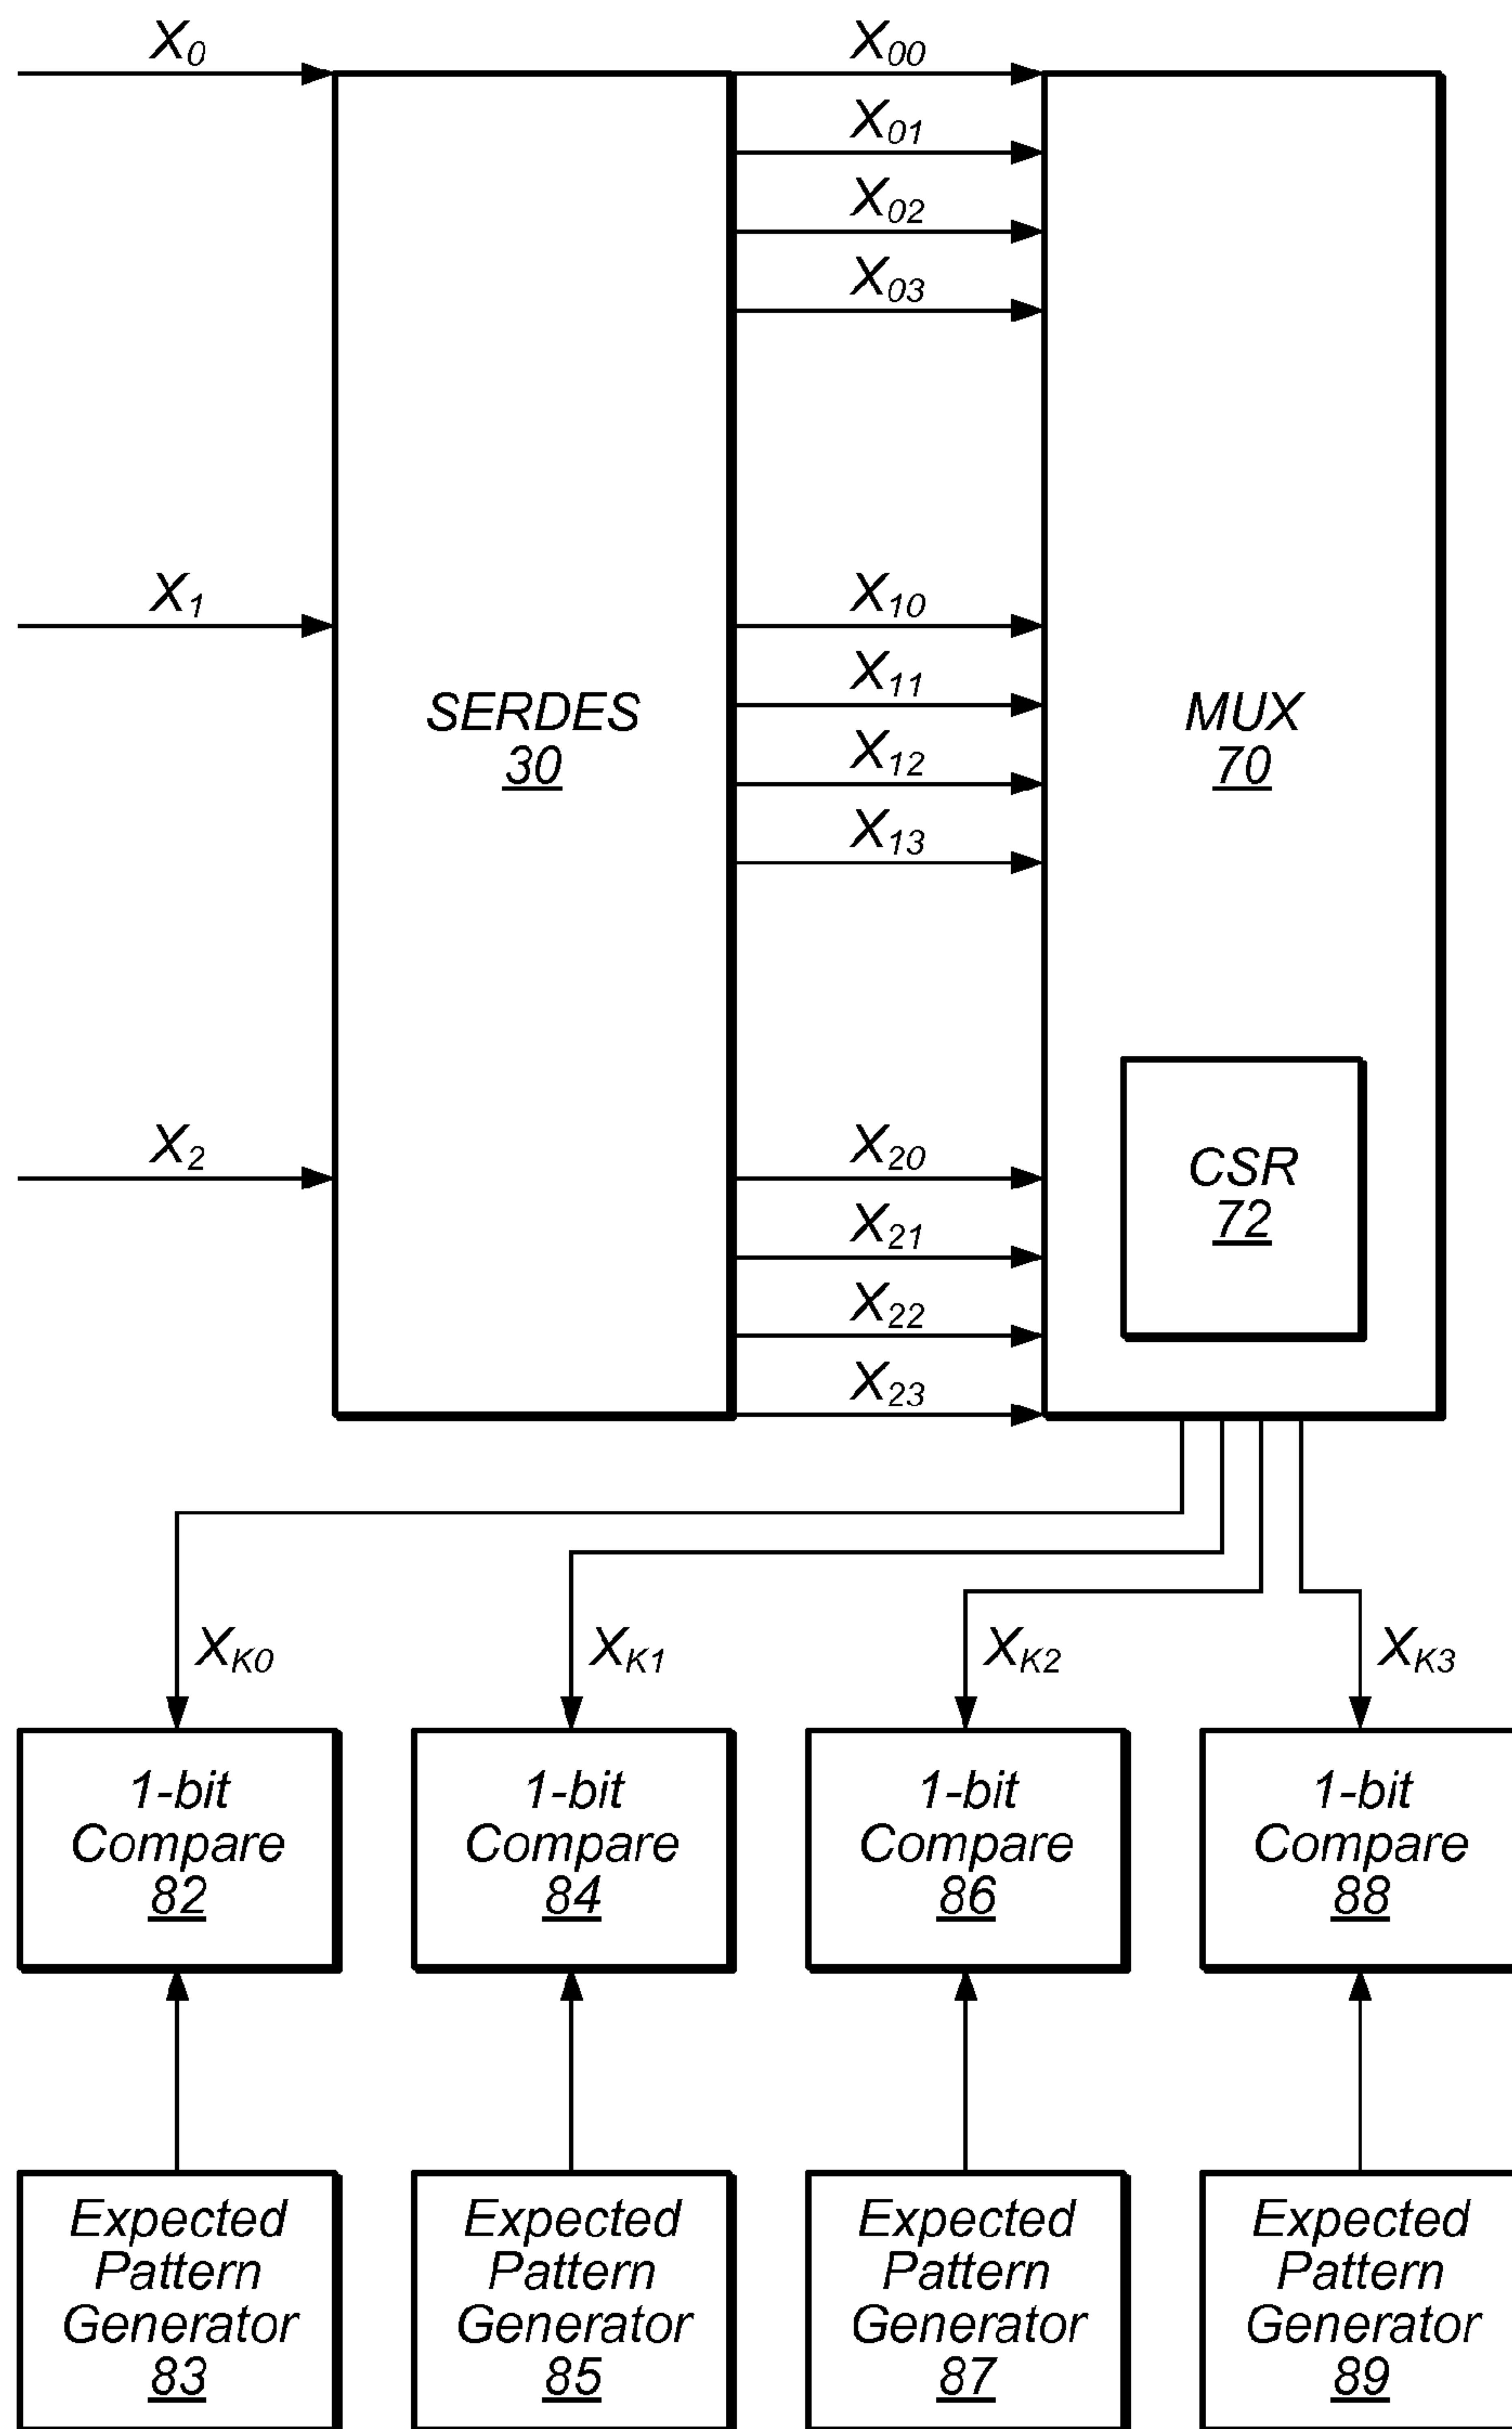 X0
X00
X01
X02
X03
X1
X10
X11
SERDES
30
MUX
70
X12
X13
X2
X20
CSR
72
X21
X22
X23
XK0
XK1
XK2
XK3
1-bit
Compare
82
1-bit
Compare
84
1-bit
Compare
86
1-bit
Compare
88
Expected
Pattern
Generator
83
Expected
Pattern
Generator
85
Expected
Pattern
Generator
87
Expected
Pattern
Generator
89